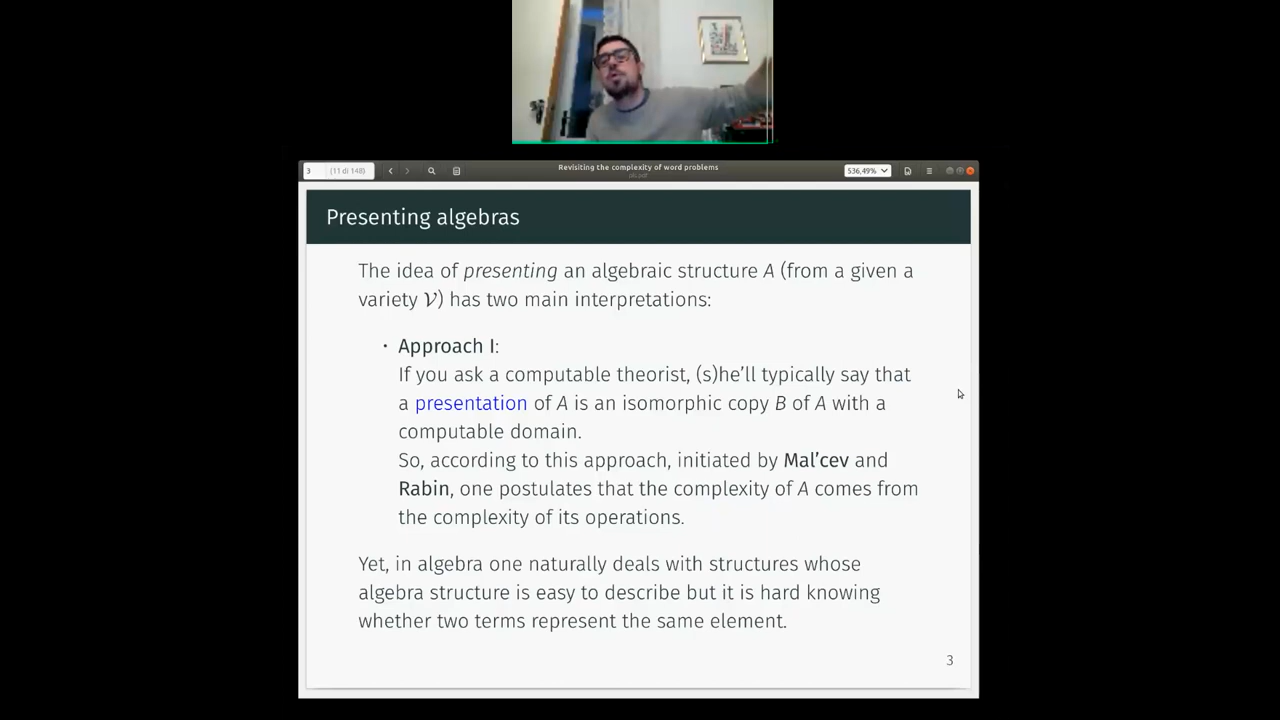 3 (11 di 148)
Revisiting the complexity of word problems
536,49%
Presenting algebras
The idea of presenting an algebraic structure A (from a given a
variety 𝒱) has two main interpretations:
• Approach I:
If you ask a computable theorist, (s)he'll typically say that
a presentation of A is an isomorphic copy B of A with a
computable domain.
So, according to this approach, initiated by Mal'cev and
Rabin, one postulates that the complexity of A comes from
the complexity of its operations.
Yet, in algebra one naturally deals with structures whose
algebra structure is easy to describe but it is hard knowing
whether two terms represent the same element.
3